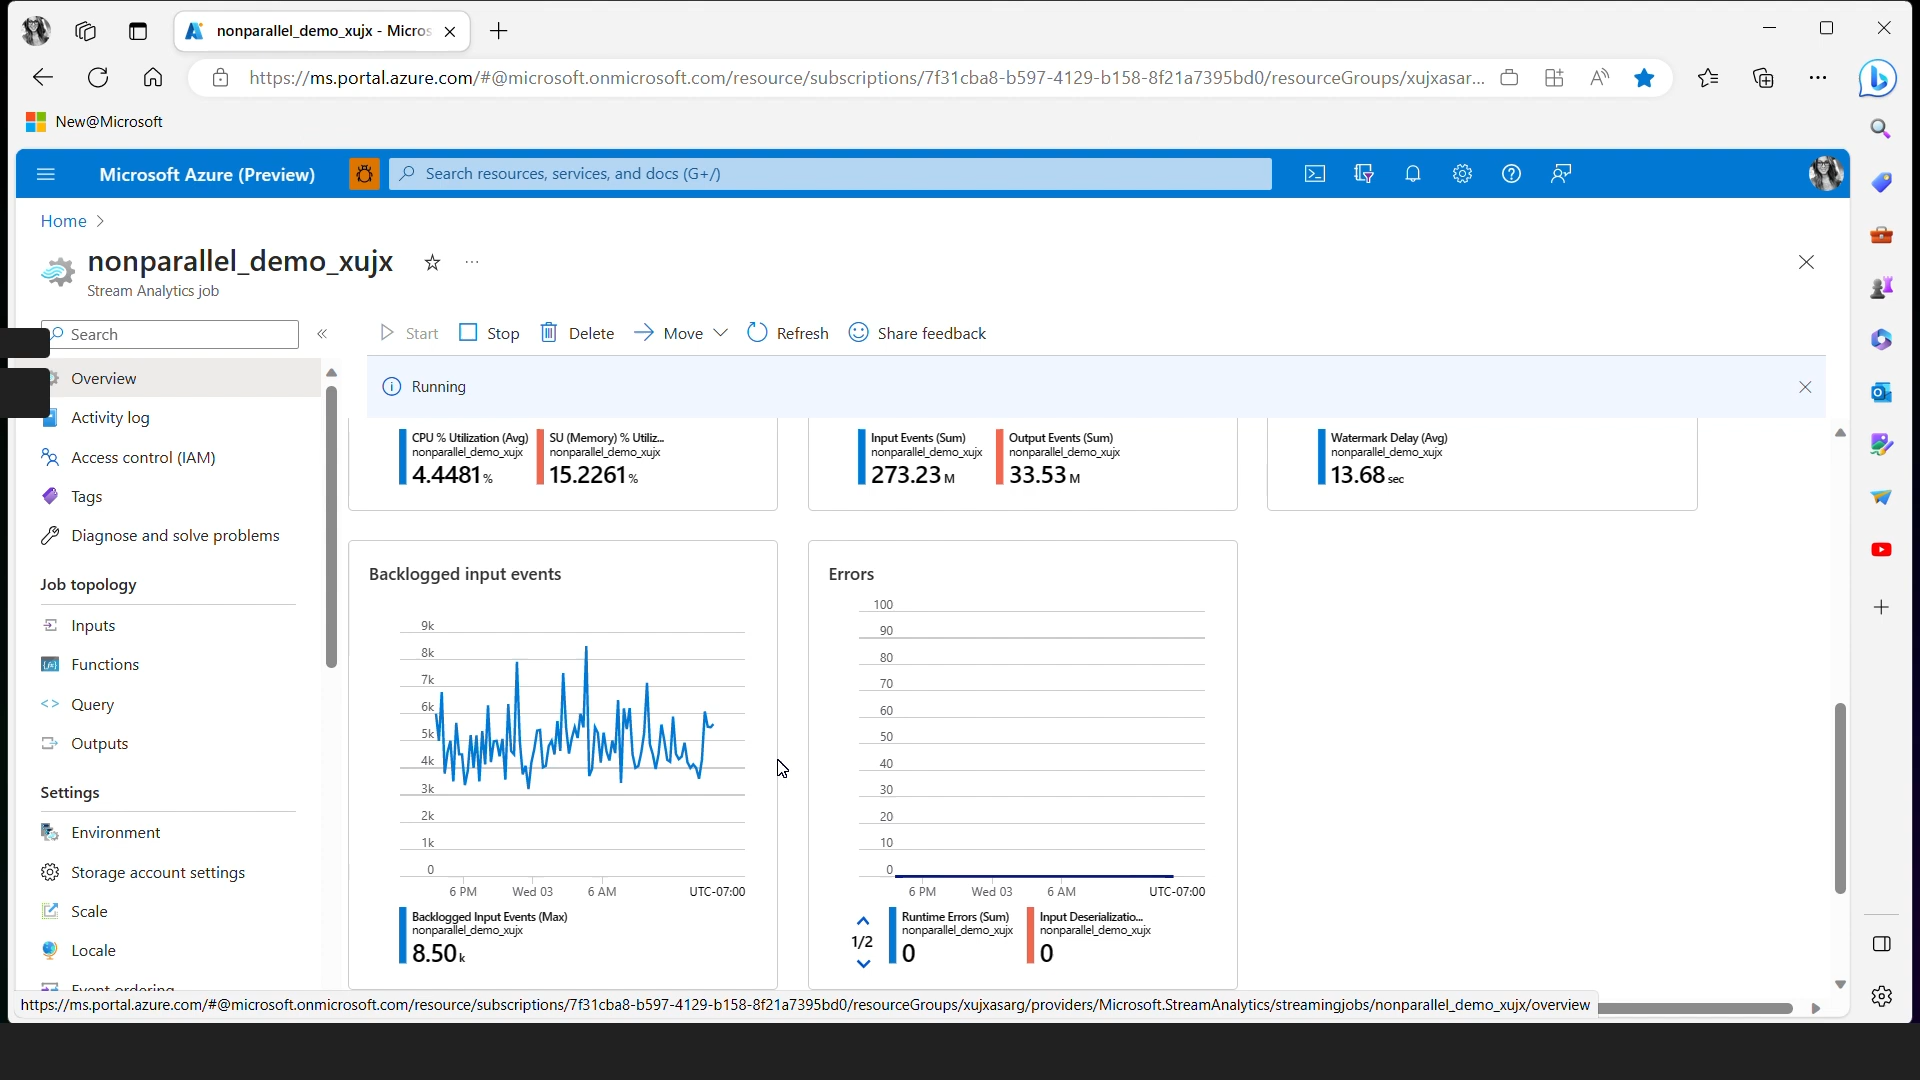 nonparallel_demo_xujx - Micros
https://ms.portal.azure.com/#@microsoft.onmicrosoft.com/resource/subscriptions/7f31cba8-b597-4129-b158-8f21a7395bd0/resourceGroups/xujxasar...
New@Microsoft
Microsoft Azure (Preview)
Search resources, services, and docs (G+/)
Home >
nonparallel_demo_xujx
Stream Analytics job
Search
Start
Stop
Delete
Move
Refresh
Share feedback
Running
Overview
Activity log
Access control (IAM)
Tags
Diagnose and solve problems
Job topology
Inputs
Functions
Query
Outputs
Settings
Environment
Storage account settings
Scale
Locale
Event ordering
CPU % Utilization (Avg)
nonparallel_demo_xujx
4.4481 %
SU (Memory) % Utiliz...
nonparallel_demo_xujx
15.2261 %
Input Events (Sum)
nonparallel_demo_xujx
273.23 M
Output Events (Sum)
nonparallel_demo_xujx
33.53 M
Watermark Delay (Avg)
nonparallel_demo_xujx
13.68 sec
Backlogged input events
9k
8k
7k
6k
5k
4k
3k
2k
1k
0
6 PM Wed 03 6 AM UTC-07:00
Backlogged Input Events (Max)
nonparallel_demo_xujx
8.50 k
Errors
100
90
80
70
60
50
40
30
20
10
0
6 PM Wed 03 6 AM UTC-07:00
1/2
Runtime Errors (Sum)
nonparallel_demo_xujx
0
Input Deserializatio...
nonparallel_demo_xujx
0
https://ms.portal.azure.com/#@microsoft.onmicrosoft.com/resource/subscriptions/7f31cba8-b597-4129-b158-8f21a7395bd0/resourceGroups/xujxasarg/providers/Microsoft.StreamAnalytics/streamingjobs/nonparallel_demo_xujx/overview